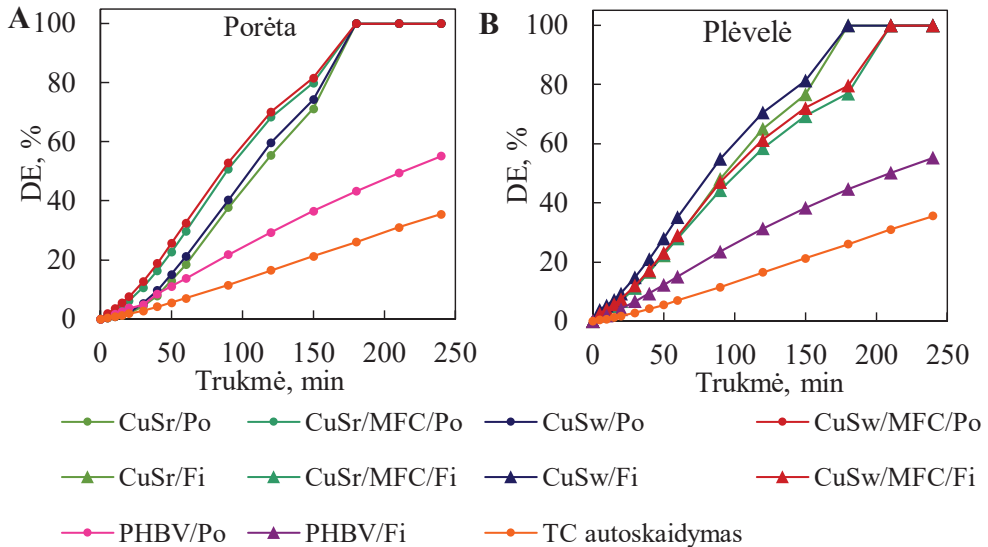 A
B
Porėta
Plėvelė
DE, %
100
80
60
40
20
0
0 50 100 150 200 250
Trukmė, min
DE, %
100
80
60
40
20
0
0 50 100 150 200 250
Trukmė, min
CuSr/Po CuSr/MFC/Po CuSw/Po CuSw/MFC/Po
CuSr/Fi CuSr/MFC/Fi CuSw/Fi CuSw/MFC/Fi
PHBV/Po PHBV/Fi TC autoskaidymas